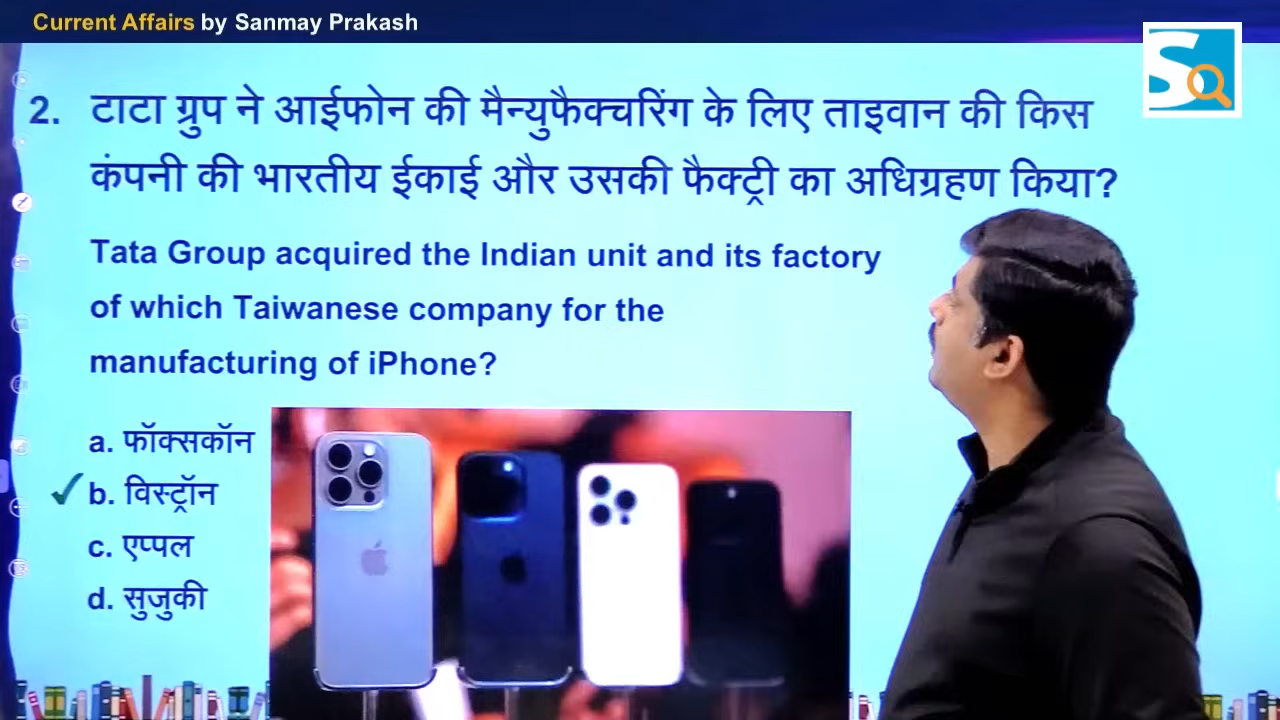 Current Affairs by Sanmay Prakash
2. टाटा ग्रुप ने आईफोन की मैन्युफैक्चरिंग के लिए ताइवान की किस
कंपनी की भारतीय ईकाई और उसकी फैक्ट्री का अधिग्रहण किया?
Tata Group acquired the Indian unit and its factory
of which Taiwanese company for the
manufacturing of iPhone?
a. फॉक्सकॉन
b. विस्ट्रॉन
c. एप्पल
d. सुजुकी